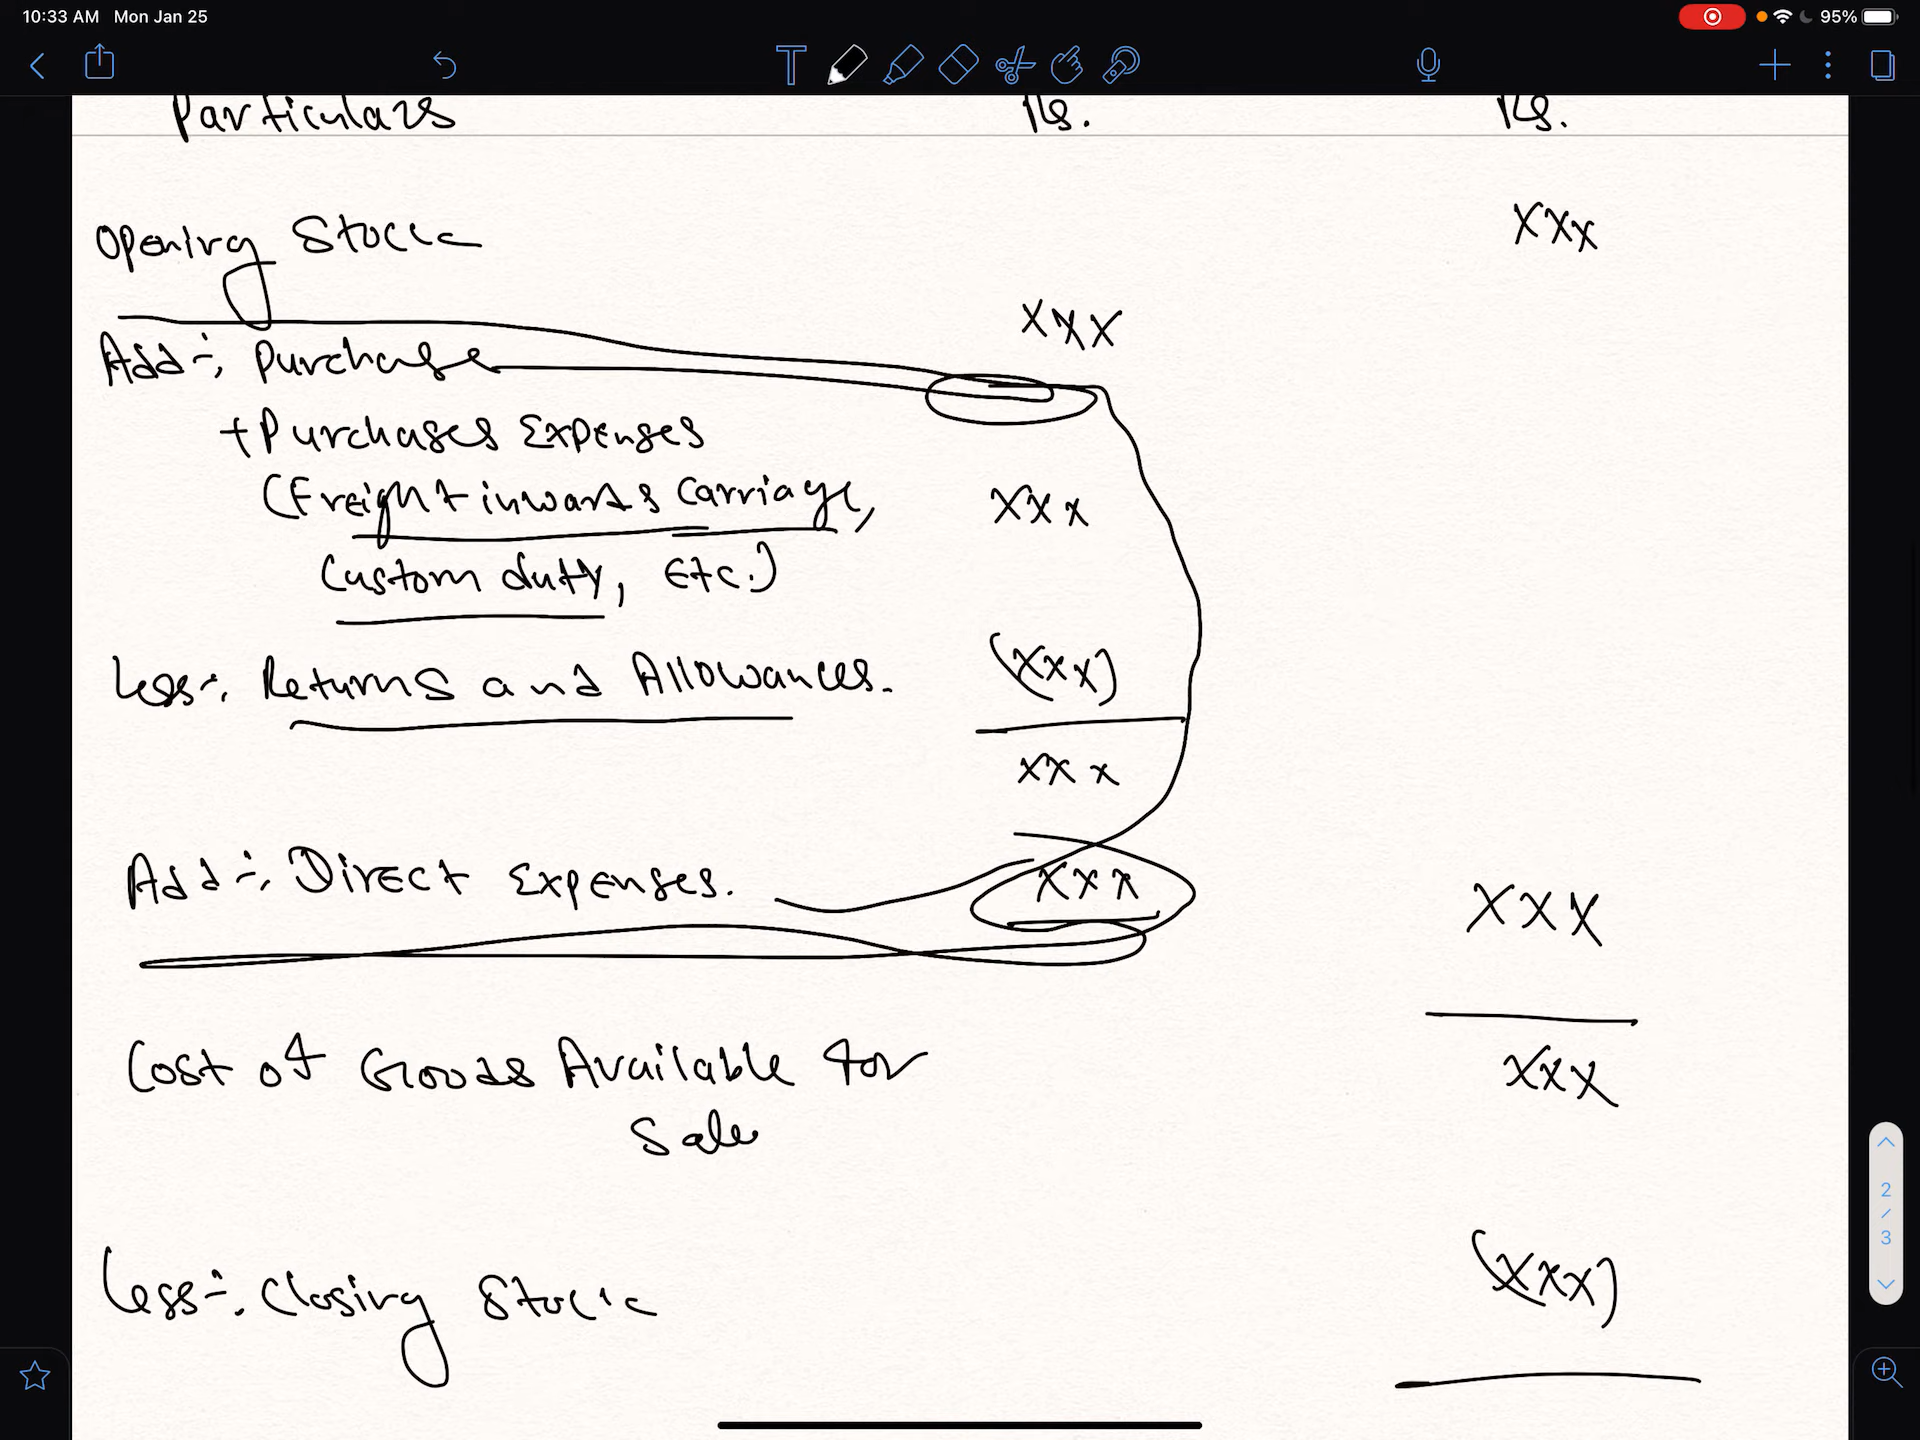 10:33 AM Mon Jan 25 95%
Particulars Rs. Rs.
Opening Stock XXX
XXX
Add:- Purchase
+Purchases Expenses
(Freight inwards Carriage, XXX
Custom duty, Etc.)
Less:- Returns and Allowances. (XXX)
XXX
Add:- Direct Expenses. XXX XXX
Cost of Goods Available for XXX
Sale
Less:- Closing Stock (XXX)
2
/
3